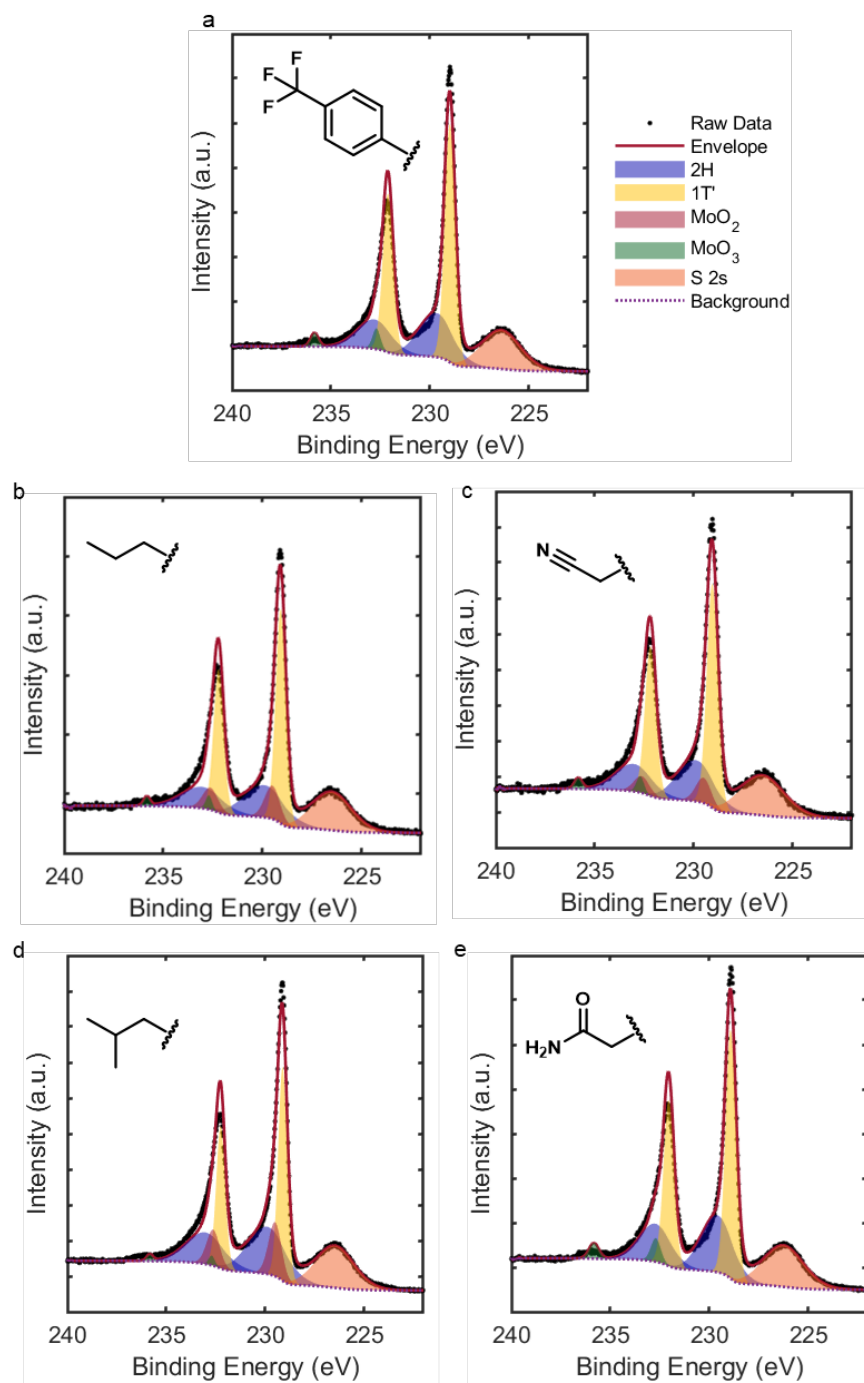 a
F
F
F
Raw Data
Envelope
2H
1T'
MoO2
MoO3
S 2s
Background
Intensity (a.u.)
240 235 230 225
Binding Energy (eV)
b
Intensity (a.u.)
240 235 230 225
Binding Energy (eV)
c
N
Intensity (a.u.)
240 235 230 225
Binding Energy (eV)
d
Intensity (a.u.)
240 235 230 225
Binding Energy (eV)
e
O
H2N
Intensity (a.u.)
240 235 230 225
Binding Energy (eV)